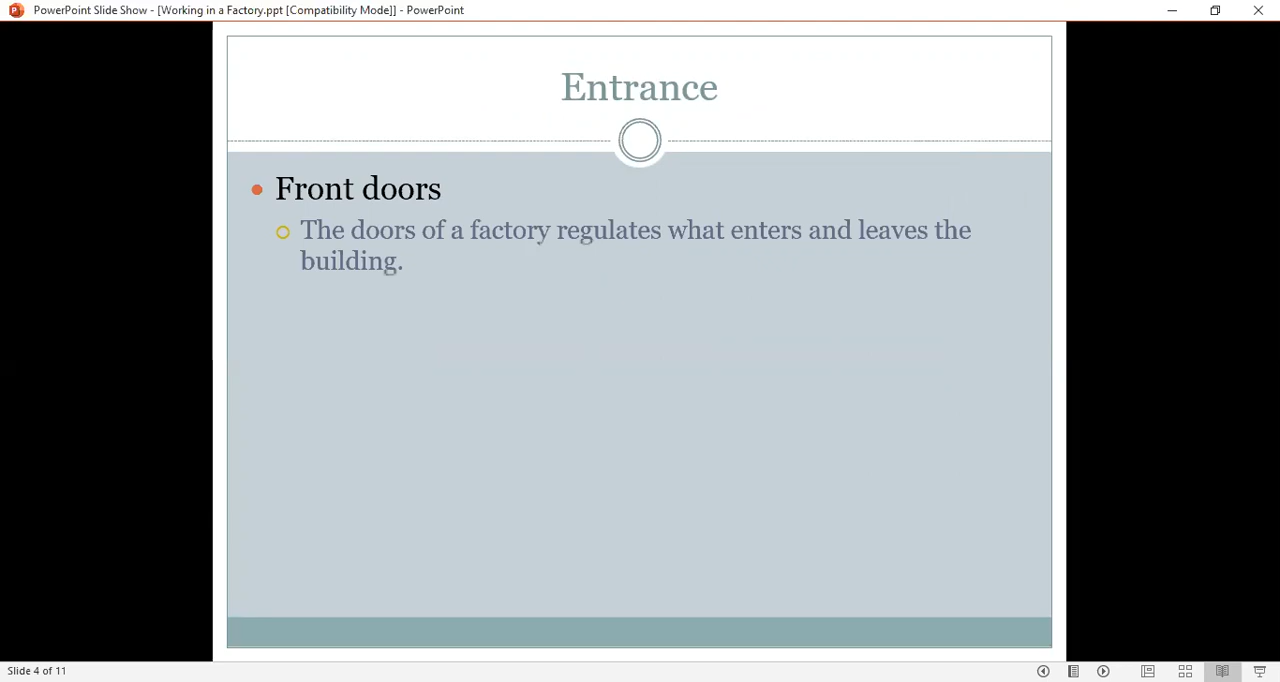 PowerPoint Slide Show - [Working in a Factory.ppt [Compatibility Mode]] - PowerPoint
Entrance
Front doors
The doors of a factory regulates what enters and leaves the
building.
Slide 4 of 11